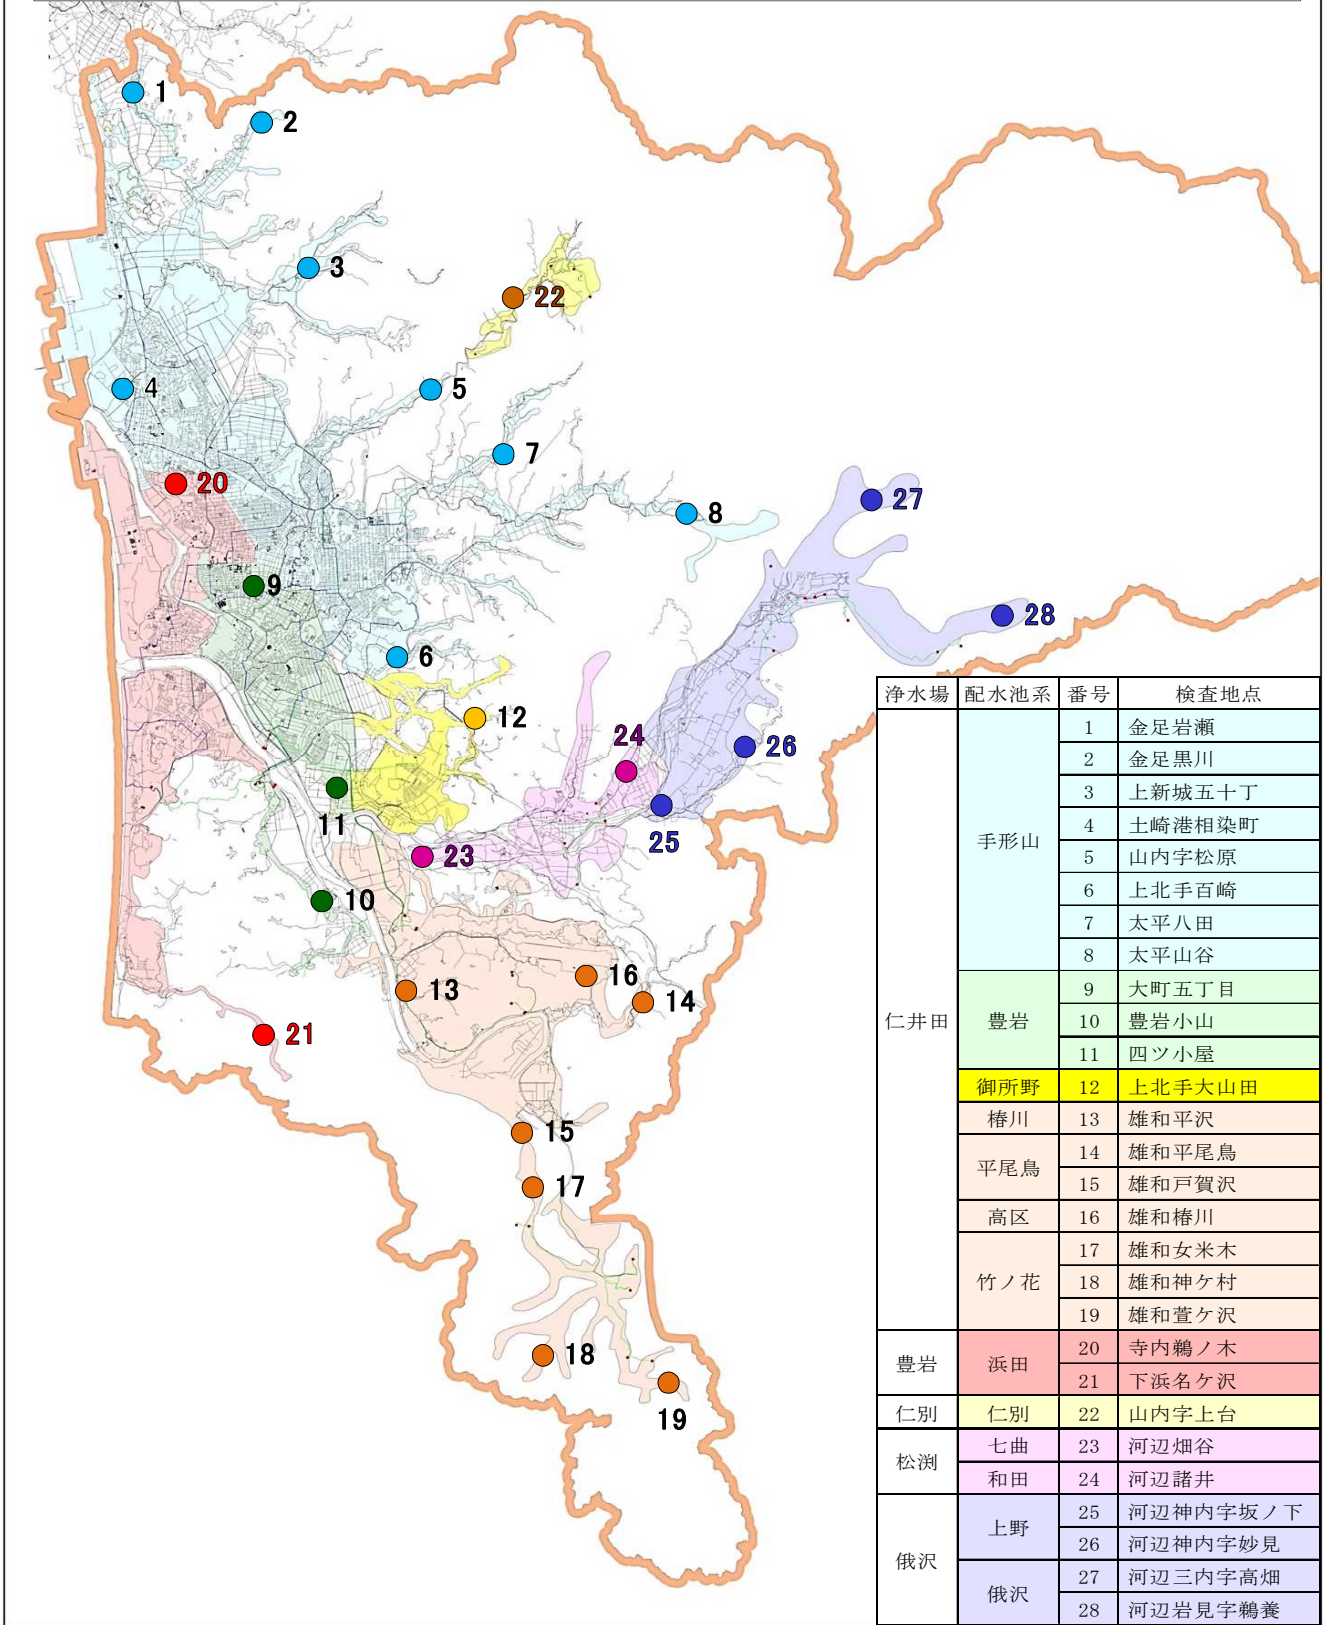 1
2
3
22
4
5
7
20
8
27
9
28
6
12
24
26
11
25
23
10
16
13
14
21
15
17
18
19
浄水場 配水池系 番号 検査地点
仁井田 手形山 1 金足岩瀬
2 金足黒川
3 上新城五十丁
4 土崎港相染町
5 山内字松原
6 上北手百崎
7 太平八田
8 太平山谷
豊岩 9 大町五丁目
10 豊岩小山
11 四ツ小屋
御所野 12 上北手大山田
椿川 13 雄和平沢
平尾鳥 14 雄和平尾鳥
15 雄和戸賀沢
高区 16 雄和椿川
竹ノ花 17 雄和女米木
18 雄和神ケ村
19 雄和萱ケ沢
豊岩 浜田 20 寺内鵜ノ木
21 下浜名ケ沢
仁別 仁別 22 山内字上台
松渕 七曲 23 河辺畑谷
和田 24 河辺諸井
俄沢 上野 25 河辺神内字坂ノ下
26 河辺神内字妙見
俄沢 27 河辺三内字高畑
28 河辺岩見字鵜養